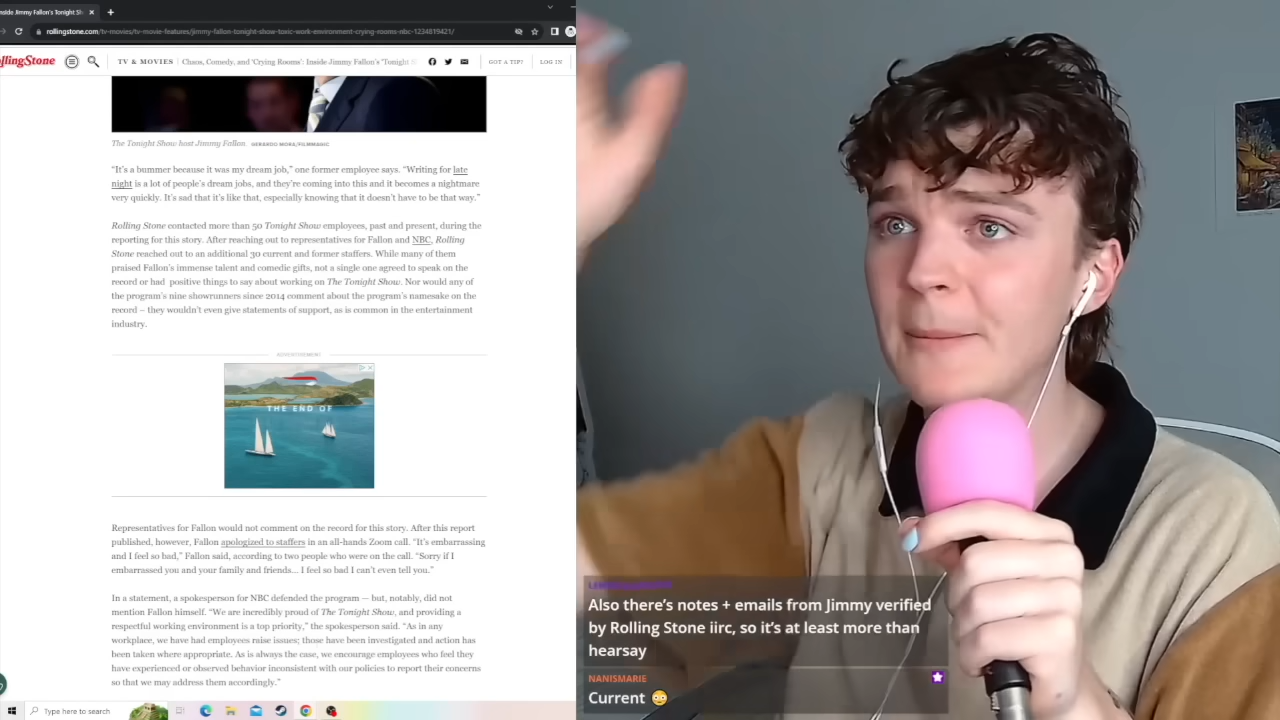 nside Jimmy Fallon's Tonight Sh
rollingstone.com/tv-movies/tv-movie-features/jimmy-fallon-tonight-show-toxic-work-environment-crying-rooms-nbc-1234819421/
llingStone
TV & MOVIES
Chaos, Comedy, and 'Crying Rooms': Inside Jimmy Fallon's 'Tonight
GOT A TIP?
LOG IN
The Tonight Show host Jimmy Fallon. GERARDO MORA/FILMMAGIC
“It’s a bummer because it was my dream job,” one former employee says. “Writing for late
night is a lot of people’s dream jobs, and they’re coming into this and it becomes a nightmare
very quickly. It’s sad that it’s like that, especially knowing that it doesn’t have to be that way.”
Rolling Stone contacted more than 50 Tonight Show employees, past and present, during the
reporting for this story. After reaching out to representatives for Fallon and NBC, Rolling
Stone reached out to an additional 30 current and former staffers. While many of them
praised Fallon’s immense talent and comedic gifts, not a single one agreed to speak on the
record or had positive things to say about working on The Tonight Show. Nor would any of
the program’s nine showrunners since 2014 comment about the program’s namesake on the
record – they wouldn’t even give statements of support, as is common in the entertainment
industry.
ADVERTISEMENT
THE END OF
Representatives for Fallon would not comment on the record for this story. After this report
published, however, Fallon apologized to staffers in an all-hands Zoom call. “It’s embarrassing
and I feel so bad,” Fallon said, according to two people who were on the call. “Sorry if I
embarrassed you and your family and friends... I feel so bad I can’t even tell you.”
In a statement, a spokesperson for NBC defended the program — but, notably, did not
mention Fallon himself. “We are incredibly proud of The Tonight Show, and providing a
respectful working environment is a top priority,” the spokesperson said. “As in any
workplace, we have had employees raise issues; those have been investigated and action has
been taken where appropriate. As is always the case, we encourage employees who feel they
have experienced or observed behavior inconsistent with our policies to report their concerns
so that we may address them accordingly.”
Type here to search
Also there’s notes + emails from Jimmy verified
by Rolling Stone iirc, so it’s at least more than
hearsay
NANISMARIE
Current 😳